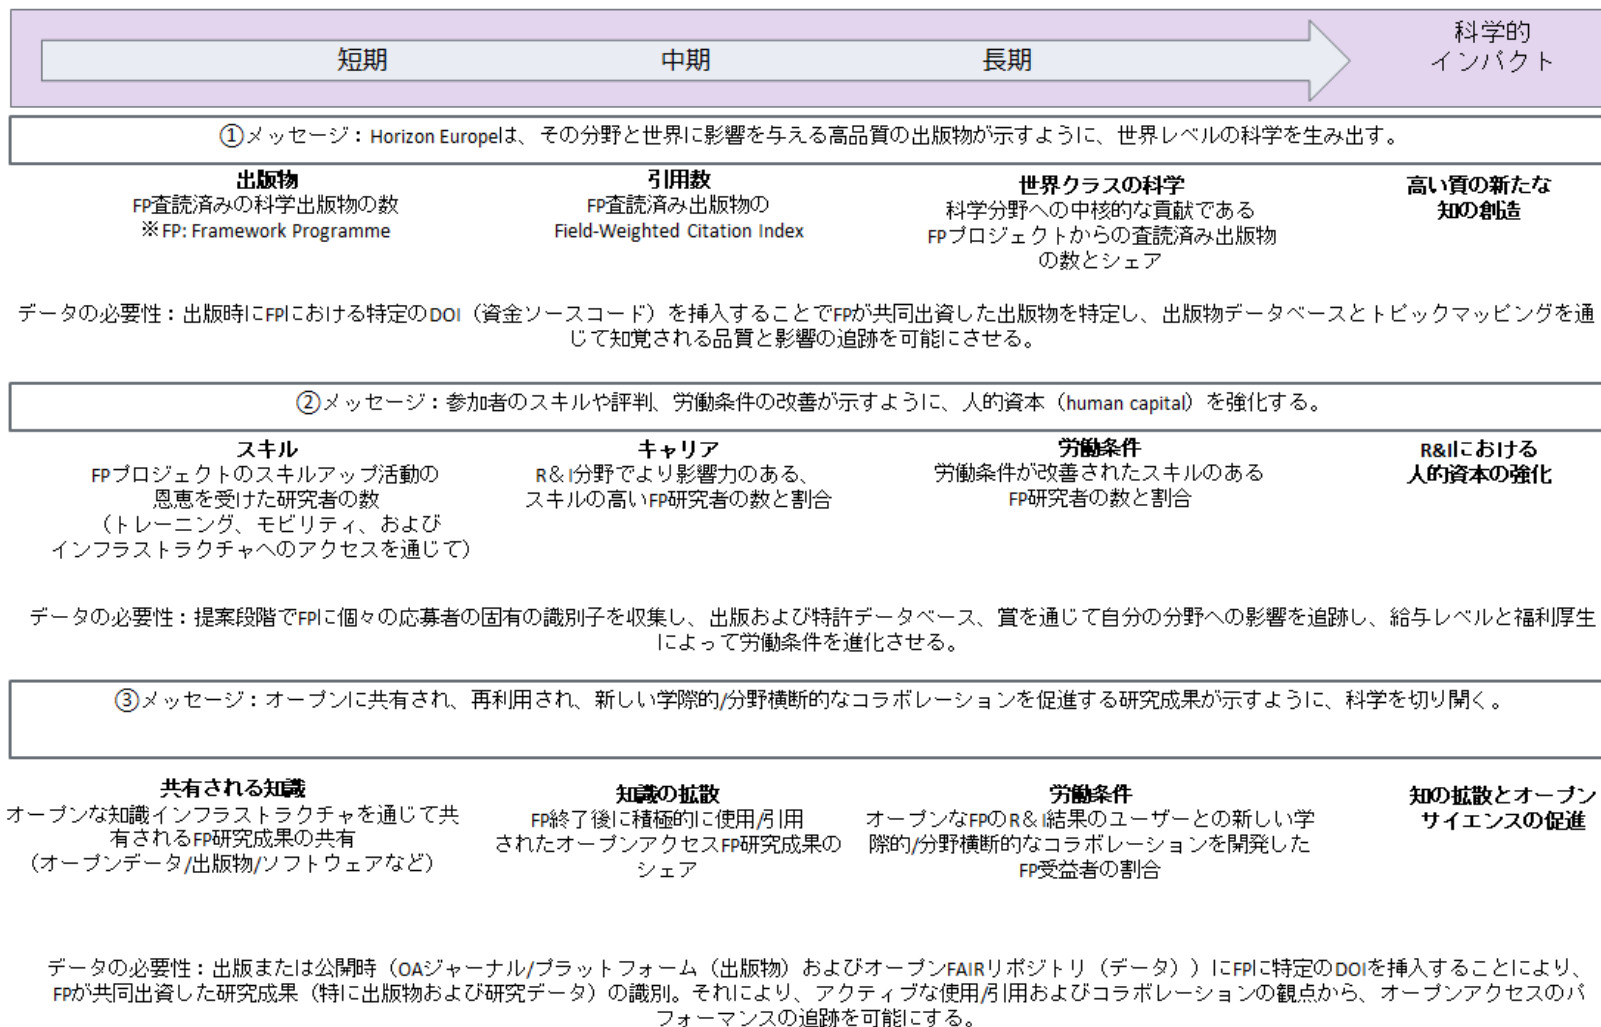 短期 中期 長期
科学的
インパクト
①メッセージ：Horizon Europeは、その分野と世界に影響を与える高品質の出版物が示すように、世界レベルの科学を生み出す。
出版物
FP査読済みの科学出版物の数
※FP: Framework Programme
引用数
FP査読済み出版物の
Field-Weighted Citation Index
世界クラスの科学
科学分野への中核的な貢献である
FPプロジェクトからの査読済み出版物
の数とシェア
高い質の新たな
知の創造
データの必要性：出版時にFPにおける特定のDOI（資金ソースコード）を挿入することでFPが共同出資した出版物を特定し、出版物データベースとトピックマッピングを通
じて知覚される品質と影響の追跡を可能にさせる。
②メッセージ：参加者のスキルや評判、労働条件の改善が示すように、人的資本（human capital）を強化する。
スキル
FPプロジェクトのスキルアップ活動の
恩恵を受けた研究者の数
（トレーニング、モビリティ、および
インフラストラクチャへのアクセスを通じて）
キャリア
R＆I分野でより影響力のある、
スキルの高いFP研究者の数と割合
労働条件
労働条件が改善されたスキルのある
FP研究者の数と割合
R&Iにおける
人的資本の強化
データの必要性：提案段階でFPに個々の応募者の固有の識別子を収集し、出版および特許データベース、賞を通じて自分の分野への影響を追跡し、給与レベルと福利厚生
によって労働条件を進化させる。
③メッセージ：オープンに共有され、再利用され、新しい学際的/分野横断的なコラボレーションを促進する研究成果が示すように、科学を切り開く。
共有される知識
オープンな知識インフラストラクチャを通じて共
有されるFP研究成果の共有
（オープンデータ/出版物/ソフトウェアなど）
知識の拡散
FP終了後に積極的に使用/引用
されたオープンアクセスFP研究成果の
シェア
労働条件
オープンなFPのR＆I結果のユーザーとの新しい学
際的/分野横断的なコラボレーションを開発した
FP受益者の割合
知の拡散とオープン
サイエンスの促進
データの必要性：出版または公開時（OAジャーナル/プラットフォーム（出版物）およびオープンFAIRリポジトリ（データ））にFPに特定のDOIを挿入することにより、
FPが共同出資した研究成果（特に出版物および研究データ）の識別。それにより、アクティブな使用/引用およびコラボレーションの観点から、オープンアクセスのパ
フォーマンスの追跡を可能にする。